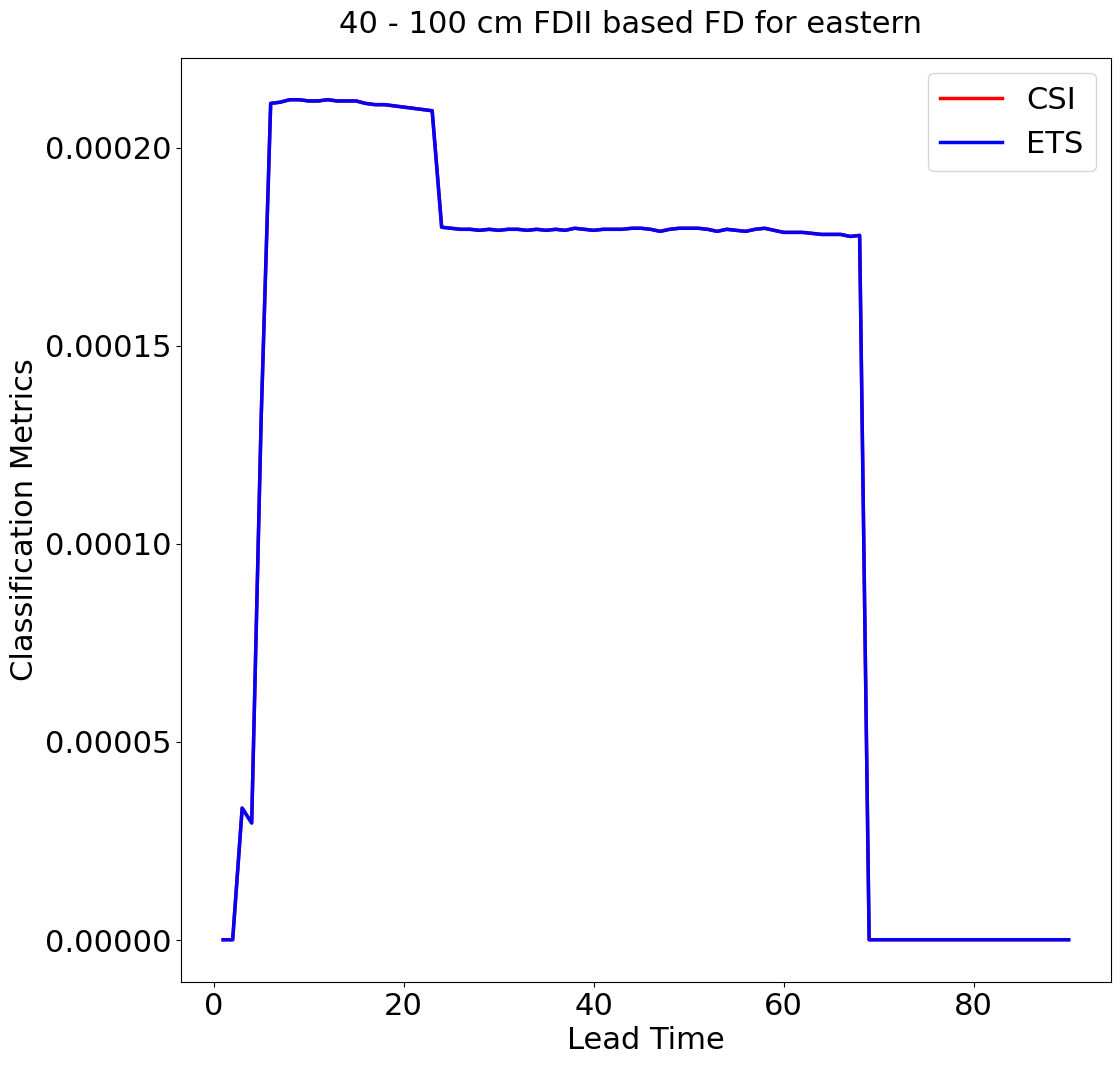 40 - 100 cm FDII based FD for eastern
CSI
ETS
Classification Metrics
0.00020
0.00015
0.00010
0.00005
0.00000
0 20 40 60 80
Lead Time